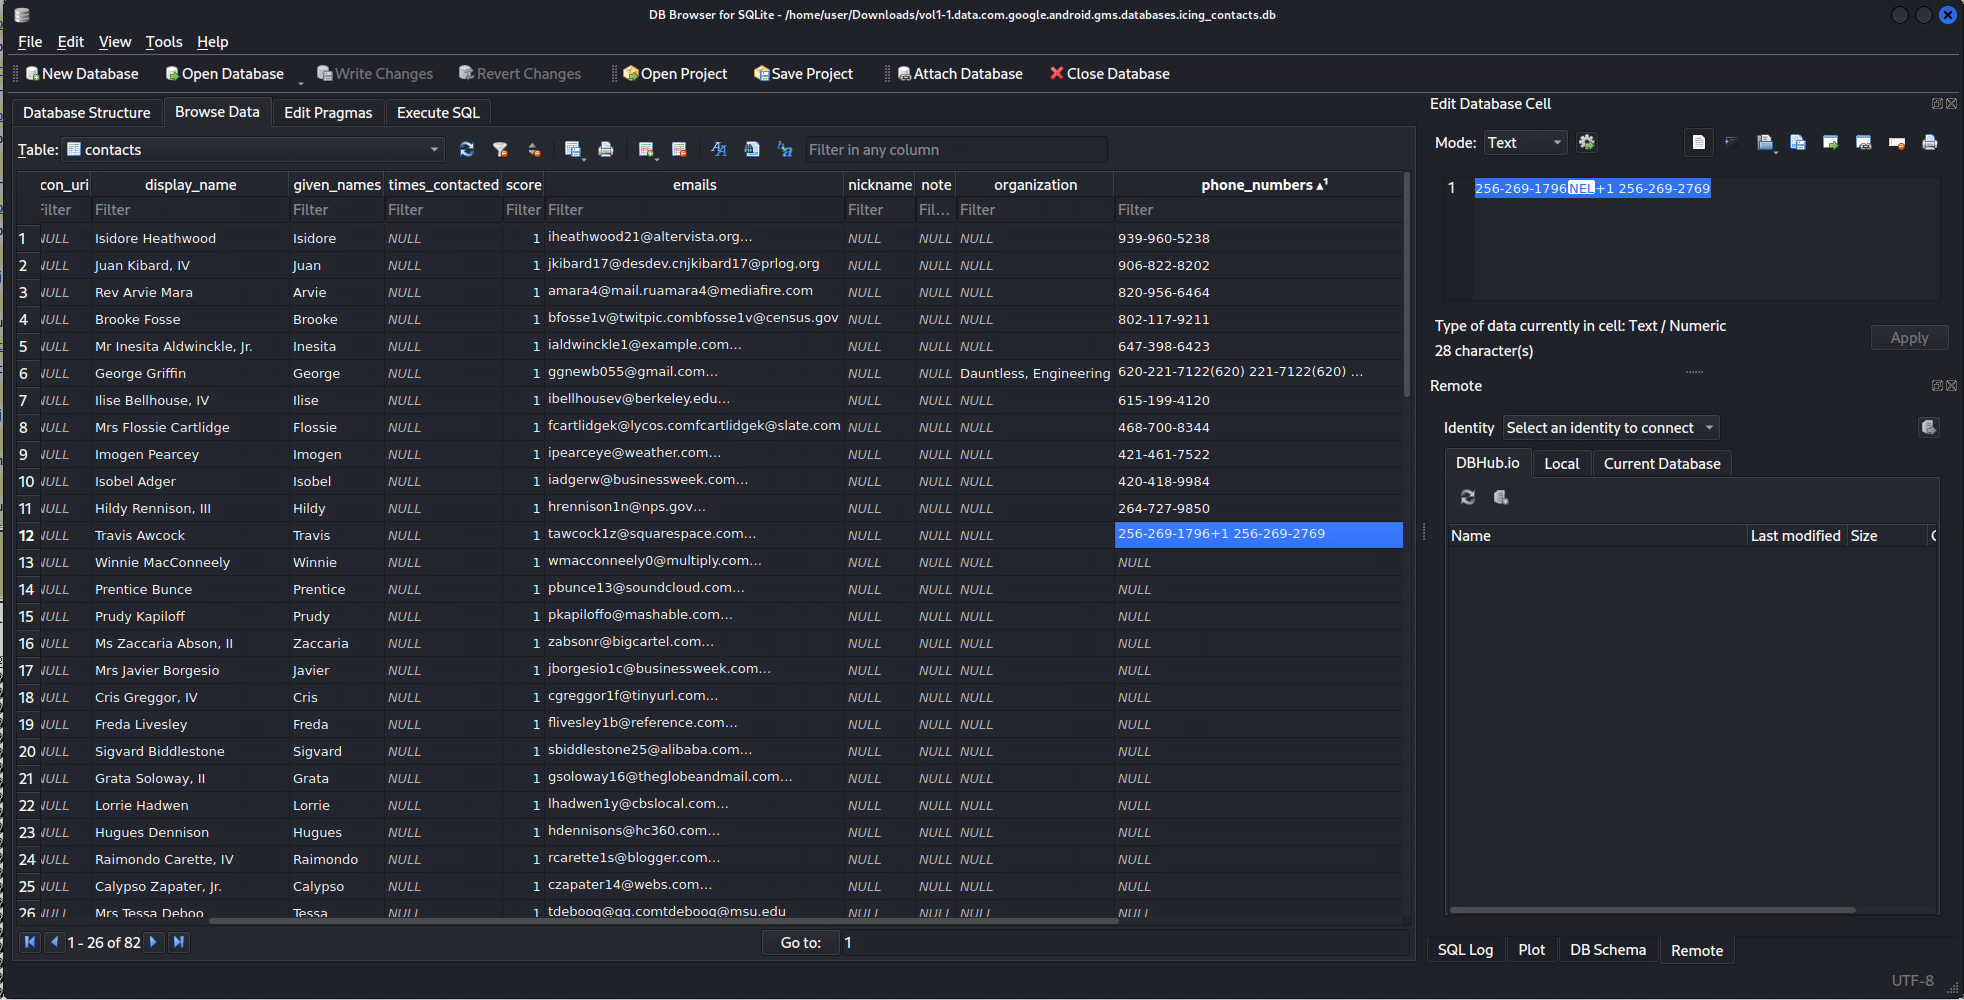 DB Browser for SQLite - /home/user/Downloads/vol1-1.data.com.google.android.gms.databases.icing_contacts.db
File Edit View Tools Help
New Database Open Database Write Changes Revert Changes Open Project Save Project Attach Database Close Database
Database Structure Browse Data Edit Pragmas Execute SQL
Table: contacts Filter in any column
con_uri display_name given_names times_contacted score emails nickname note organization phone_numbers ▲1
Filter Filter Filter Filter Filter Filter Filter Fil... Filter Filter
1 NULL Isidore Heathwood Isidore NULL 1 iheathwood21@altervista.org... NULL NULL NULL 939-960-5238
2 NULL Juan Kibard, IV Juan NULL 1 jkibard17@desdev.cnjkibard17@prlog.org NULL NULL NULL 906-822-8202
3 NULL Rev Arvie Mara Arvie NULL 1 amara4@mail.ruamara4@mediafire.com NULL NULL NULL 820-956-6464
4 NULL Brooke Fosse Brooke NULL 1 bfosse1v@twitpic.combfosse1v@census.gov NULL NULL NULL 802-117-9211
5 NULL Mr Inesita Aldwinckle, Jr. Inesita NULL 1 ialdwinckle1@example.com... NULL NULL NULL 647-398-6423
6 NULL George Griffin George NULL 1 ggnewb055@gmail.com... NULL NULL Dauntless, Engineering 620-221-7122(620) 221-7122(620) ...
7 NULL Ilise Bellhouse, IV Ilise NULL 1 ibellhousev@berkeley.edu... NULL NULL NULL 615-199-4120
8 NULL Mrs Flossie Cartlidge Flossie NULL 1 fcartlidgek@lycos.comfcartlidgek@slate.com NULL NULL NULL 468-700-8344
9 NULL Imogen Pearcey Imogen NULL 1 ipearceye@weather.com... NULL NULL NULL 421-461-7522
10 NULL Isobel Adger Isobel NULL 1 iadgerw@businessweek.com... NULL NULL NULL 420-418-9984
11 NULL Hildy Rennison, III Hildy NULL 1 hrennison1n@nps.gov... NULL NULL NULL 264-727-9850
12 NULL Travis Awcock Travis NULL 1 tawcock1z@squarespace.com... NULL NULL NULL 256-269-1796+1 256-269-2769
13 NULL Winnie MacConneely Winnie NULL 1 wmacconneely0@multiply.com... NULL NULL NULL NULL
14 NULL Prentice Bunce Prentice NULL 1 pbunce13@soundcloud.com... NULL NULL NULL NULL
15 NULL Prudy Kapiloff Prudy NULL 1 pkapiloffo@mashable.com... NULL NULL NULL NULL
16 NULL Ms Zaccaria Abson, II Zaccaria NULL 1 zabsonr@bigcartel.com... NULL NULL NULL NULL
17 NULL Mrs Javier Borgesio Javier NULL 1 jborgesio1c@businessweek.com... NULL NULL NULL NULL
18 NULL Cris Greggor, IV Cris NULL 1 cgreggor1f@tinyurl.com... NULL NULL NULL NULL
19 NULL Freda Livesley Freda NULL 1 flivesley1b@reference.com... NULL NULL NULL NULL
20 NULL Sigvard Biddlestone Sigvard NULL 1 sbiddlestone25@alibaba.com... NULL NULL NULL NULL
21 NULL Grata Soloway, II Grata NULL 1 gsoloway16@theglobeandmail.com... NULL NULL NULL NULL
22 NULL Lorrie Hadwen Lorrie NULL 1 lhadwen1y@cbslocal.com... NULL NULL NULL NULL
23 NULL Hugues Dennison Hugues NULL 1 hdennisons@hc360.com... NULL NULL NULL NULL
24 NULL Raimondo Carette, IV Raimondo NULL 1 rcarette1s@blogger.com... NULL NULL NULL NULL
25 NULL Calypso Zapater, Jr. Calypso NULL 1 czapater14@webs.com... NULL NULL NULL NULL
26 NULL Mrs Tessa Deboo Tessa NULL 1 tdeboog@qq.comtdeboog@msu.edu NULL NULL NULL NULL
1 - 26 of 82 Go to: 1
Edit Database Cell
Mode: Text
1 256-269-1796NEL+1 256-269-2769
Type of data currently in cell: Text / Numeric
28 character(s)
Apply
Remote
Identity Select an identity to connect
DBHub.io Local Current Database
Name Last modified Size
SQL Log Plot DB Schema Remote
UTF-8